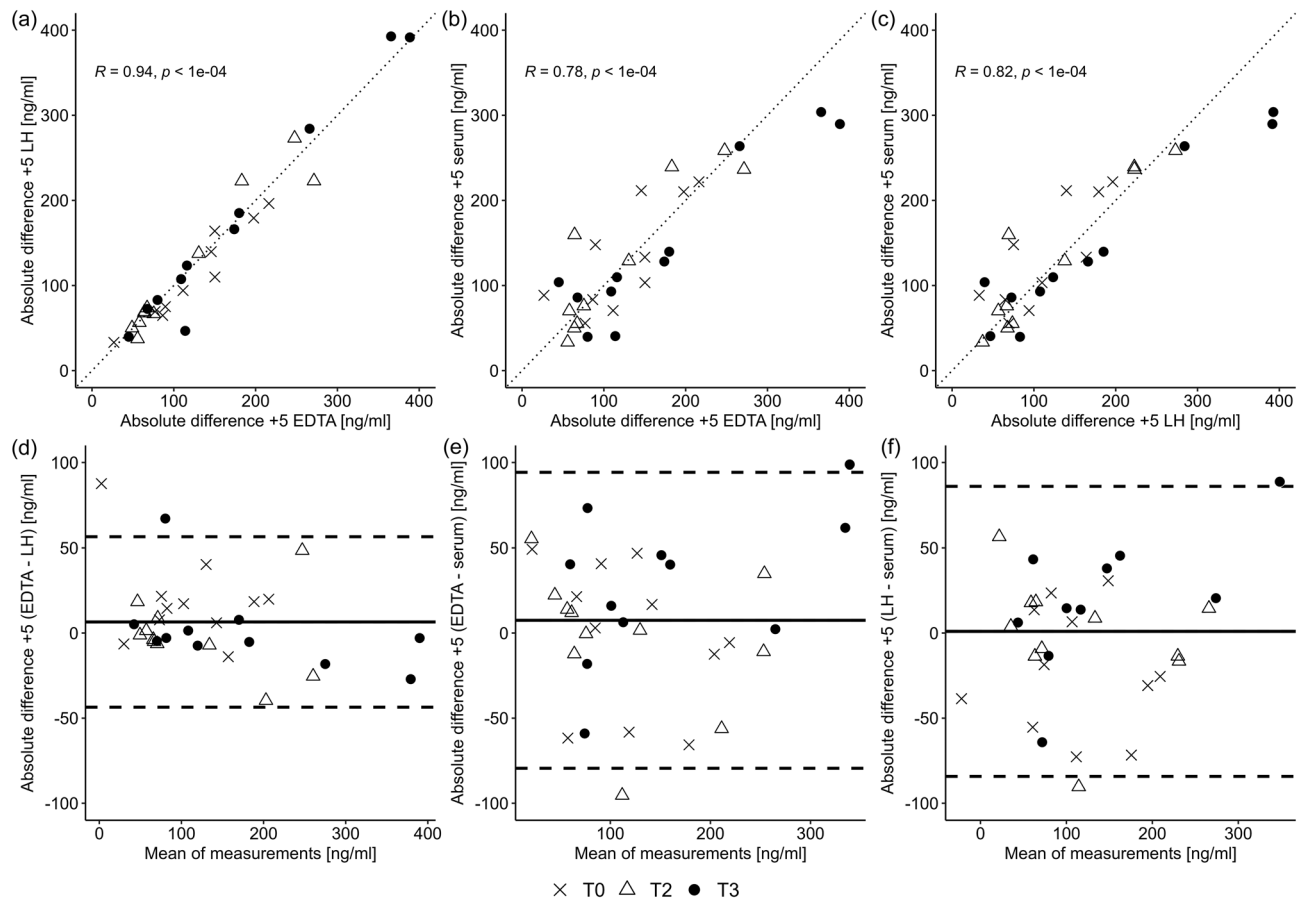 (a)
Absolute difference +5 LH [ng/ml]
400
300
200
100
0
R = 0.94, p < 1e-04
0 100 200 300 400
Absolute difference +5 EDTA [ng/ml]
(b)
Absolute difference +5 serum [ng/ml]
400
300
200
100
0
R = 0.78, p < 1e-04
0 100 200 300 400
Absolute difference +5 EDTA [ng/ml]
(c)
Absolute difference +5 serum [ng/ml]
400
300
200
100
0
R = 0.82, p < 1e-04
0 100 200 300 400
Absolute difference +5 LH [ng/ml]
(d)
Absolute difference +5 (EDTA - LH) [ng/ml]
100
50
0
-50
-100
0 100 200 300 400
Mean of measurements [ng/ml]
(e)
Absolute difference +5 (EDTA - serum) [ng/ml]
100
50
0
-50
-100
100 200 300
Mean of measurements [ng/ml]
(f)
Absolute difference +5 (LH - serum) [ng/ml]
100
50
0
-50
-100
0 100 200 300
Mean of measurements [ng/ml]
T0 T2 T3